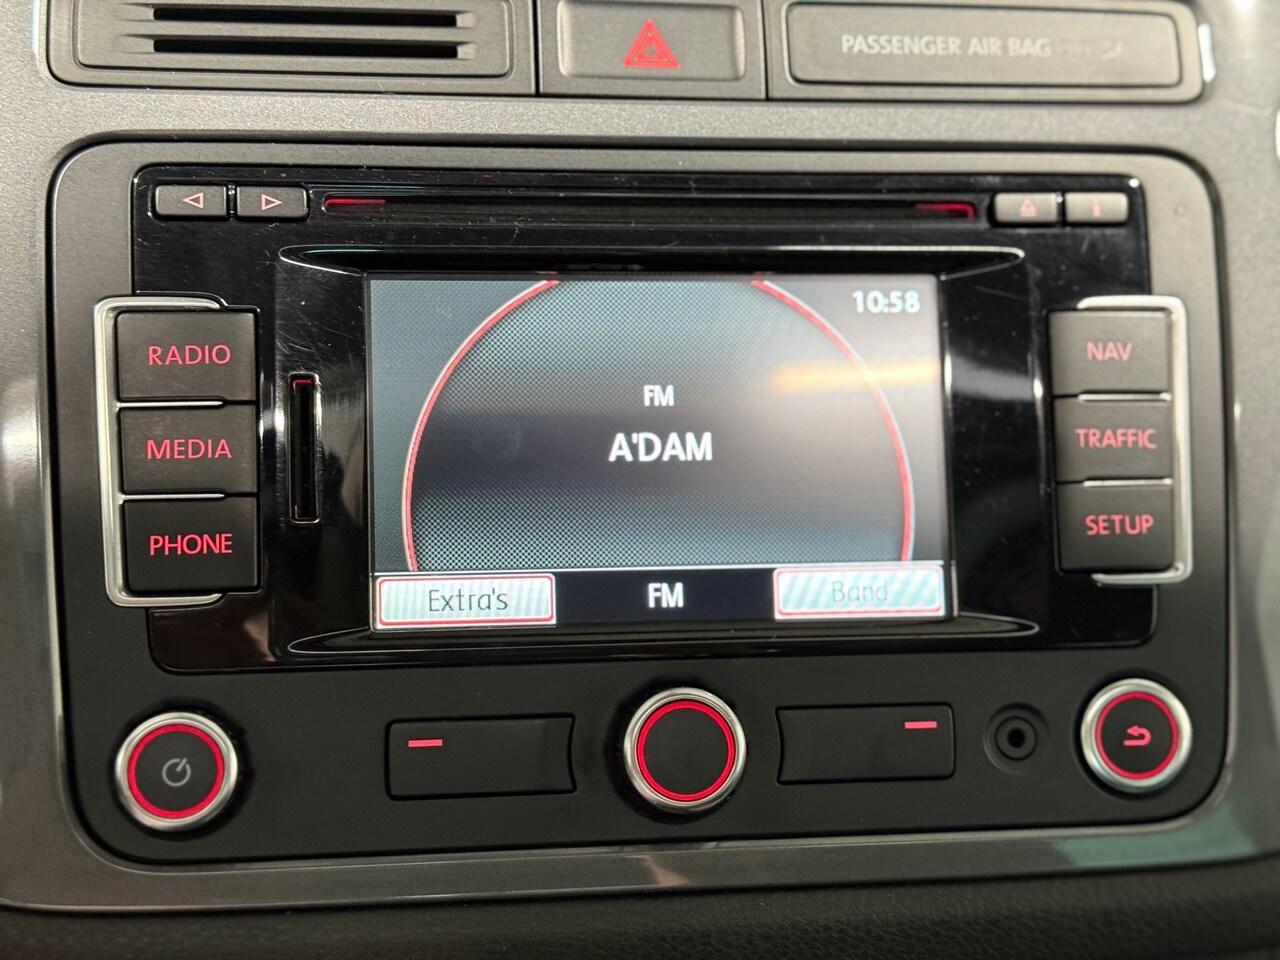 PASSENGER AIR BAG
10:58
RADIO
NAV
FM
MEDIA
A'DAM
TRAFFIC
PHONE
SETUP
Extra's
FM
Band